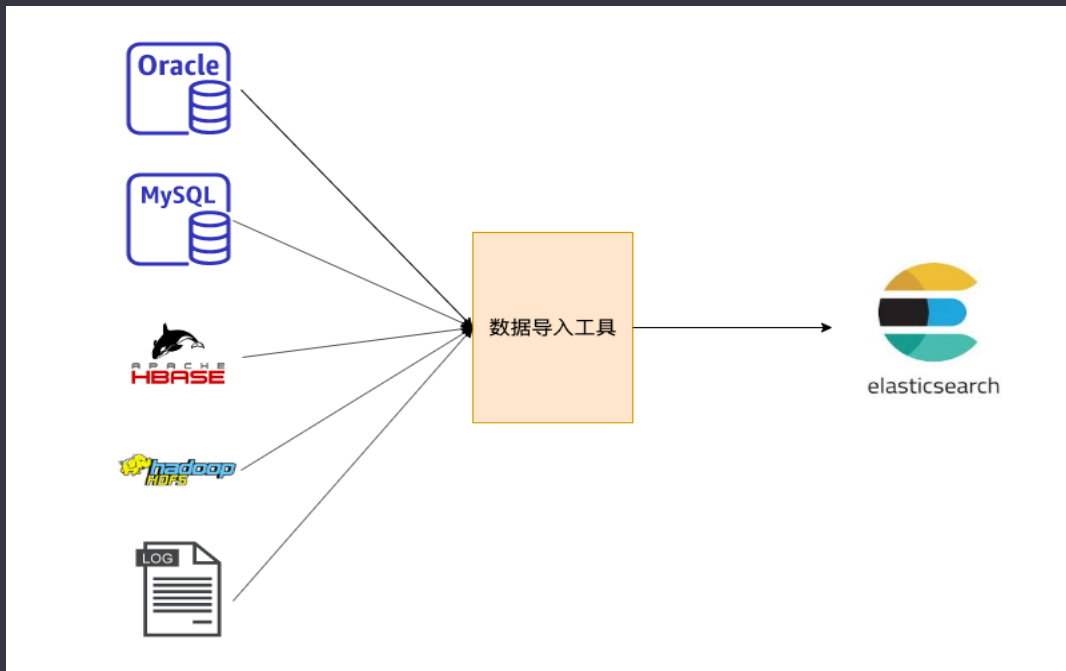 Oracle
MySQL
APACHE
HBASE
数据导入工具
elasticsearch
hadoop
HDFS
LOG